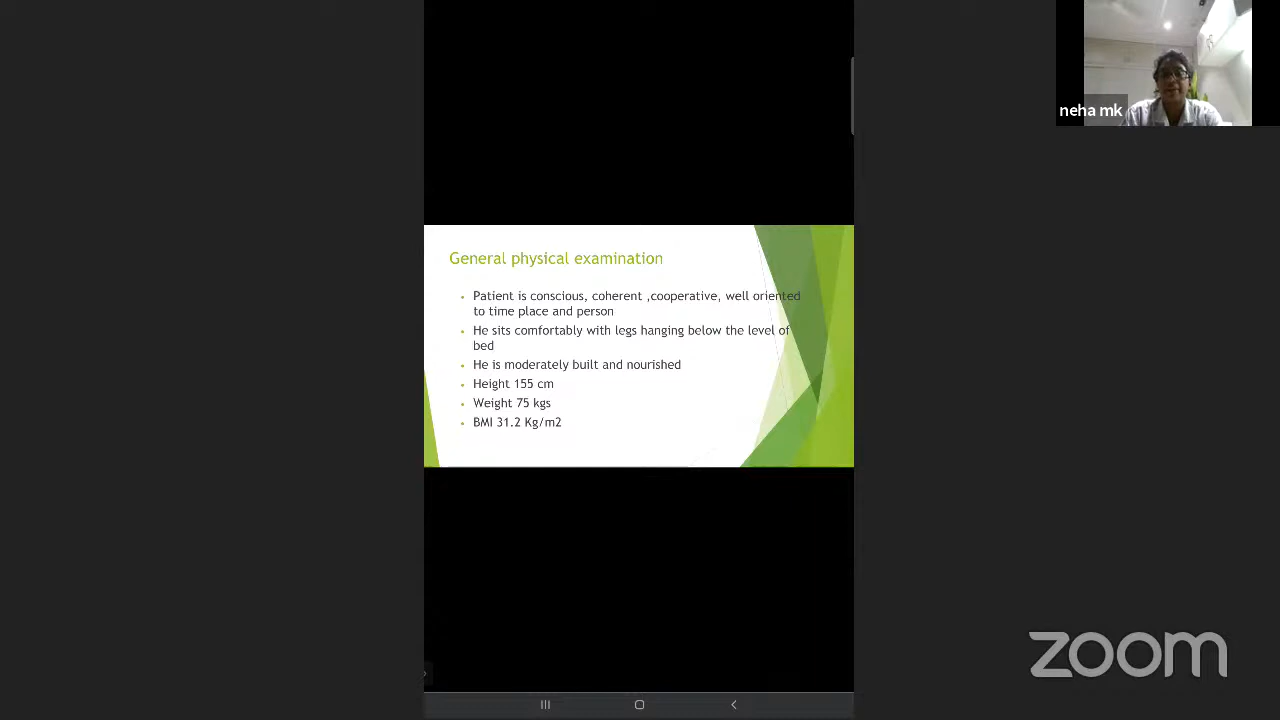 neha mk
General physical examination
Patient is conscious, coherent ,cooperative, well oriented
to time place and person
He sits comfortably with legs hanging below the level of
bed
He is moderately built and nourished
Height 155 cm
Weight 75 kgs
BMI 31.2 Kg/m2
zoom